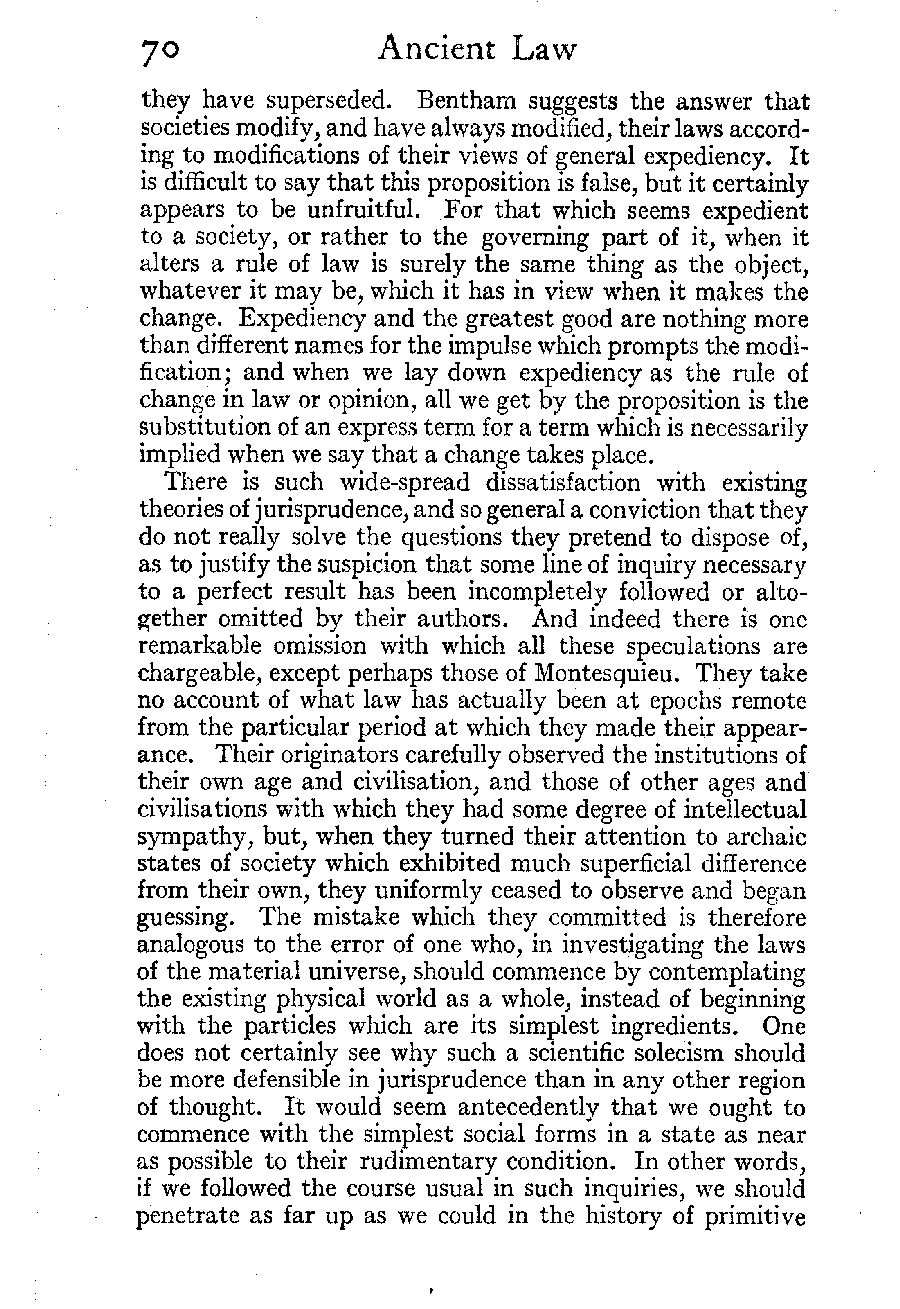 70 Ancient Law
they have superseded. Bentham suggests the answer that
societies modify, and have always modified, their laws accord-
ing to modifications of their views of general expediency. It
is difficult to say that this proposition is false, but it certainly
appears to be unfruitful. For that which seems expedient
to a society, or rather to the governing part of it, when it
alters a rule of law is surely the same thing as the object,
whatever it may be, which it has in view when it makes the
change. Expediency and the greatest good are nothing more
than different names for the impulse which prompts the modi-
fication; and when we lay down expediency as the rule of
change in law or opinion, all we get by the proposition is the
substitution of an express term for a term which is necessarily
implied when we say that a change takes place.
There is such wide-spread dissatisfaction with existing
theories of jurisprudence, and so general a conviction that they
do not really solve the questions they pretend to dispose of,
as to justify the suspicion that some line of inquiry necessary
to a perfect result has been incompletely followed or alto-
gether omitted by their authors. And indeed there is one
remarkable omission with which all these speculations are
chargeable, except perhaps those of Montesquieu. They take
no account of what law has actually been at epochs remote
from the particular period at which they made their appear-
ance. Their originators carefully observed the institutions of
their own age and civilisation, and those of other ages and
civilisations with which they had some degree of intellectual
sympathy, but, when they turned their attention to archaic
states of society which exhibited much superficial difference
from their own, they uniformly ceased to observe and began
guessing. The mistake which they committed is therefore
analogous to the error of one who, in investigating the laws
of the material universe, should commence by contemplating
the existing physical world as a whole, instead of beginning
with the particles which are its simplest ingredients. One
does not certainly see why such a scientific solecism should
be more defensible in jurisprudence than in any other region
of thought. It would seem antecedently that we ought to
commence with the simplest social forms in a state as near
as possible to their rudimentary condition. In other words,
if we followed the course usual in such inquiries, we should
penetrate as far up as we could in the history of primitive